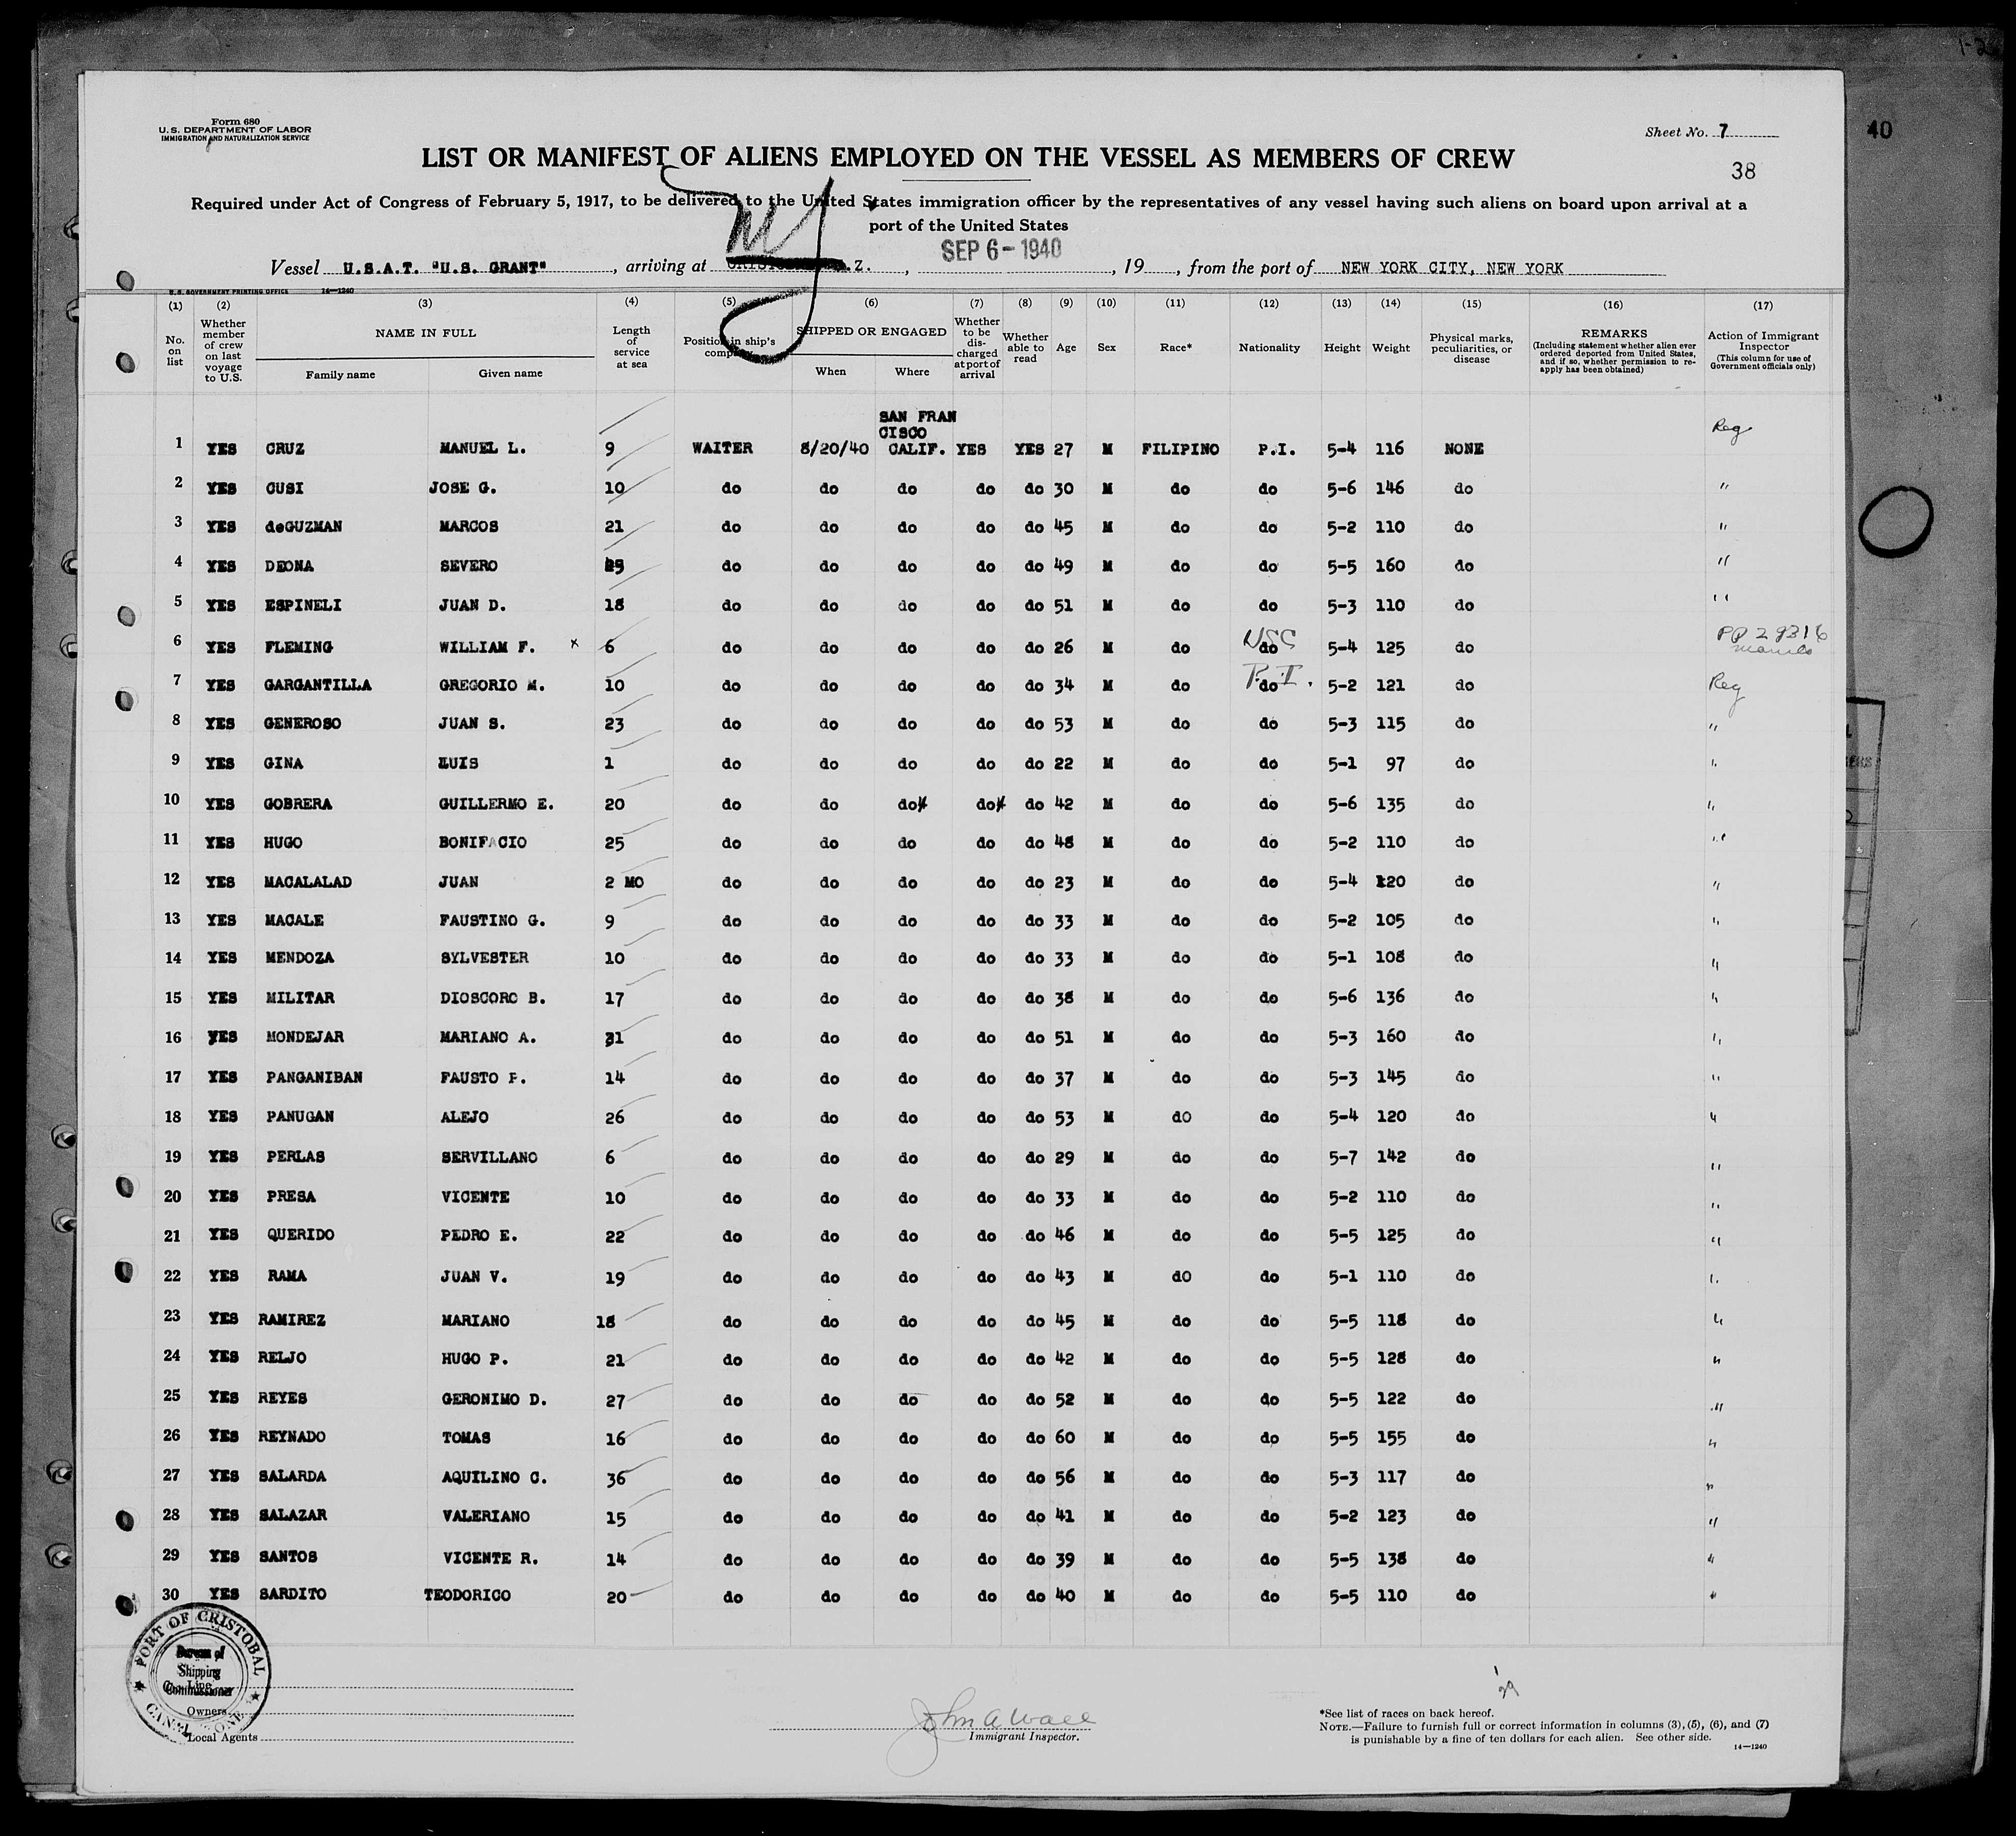 1-2
40
Form 680
U.S. DEPARTMENT OF LABOR
IMMIGRATION AND NATURALIZATION SERVICE
Sheet No. 7
LIST OR MANIFEST OF ALIENS EMPLOYED ON THE VESSEL AS MEMBERS OF CREW
38
Required under Act of Congress of February 5, 1917, to be delivered to the United States immigration officer by the representatives of any vessel having such aliens on board upon arrival at a
port of the United States
NY
SEP 6 - 1940
Vessel U.S.A.T. "U.S. GRANT", arriving at Z., , 19 , from the port of NEW YORK CITY, NEW YORK
U.S. GOVERNMENT PRINTING OFFICE 14—1240
(1) (2) (3) (4) (5) (6) (7) (8) (9) (10) (11) (12) (13) (14) (15) (16) (17)
No. on list
Whether member of crew on last voyage to U.S.
NAME IN FULL
Family name Given name
Length of service at sea
Position in ship's company
SHIPPED OR ENGAGED
When Where
Whether to be discharged at port of arrival
Whether able to read
Age
Sex
Race*
Nationality
Height
Weight
Physical marks, peculiarities, or disease
REMARKS
(Including statement whether alien ever ordered deported from United States, and if so, whether permission to re-apply has been obtained)
Action of Immigrant Inspector
(This column for use of Government officials only)
SAN FRAN
CISCO
1 YES CRUZ MANUEL L. 9 WAITER 8/20/40 CALIF. YES YES 27 M FILIPINO P.I. 5-4 116 NONE Reg
2 YES CUSI JOSE G. 10 do do do do do 30 M do do 5-6 146 do "
3 YES deGUZMAN MARCOS 21 do do do do do 45 M do do 5-2 110 do "
4 YES DEONA SEVERO do do do do do 49 M do do 5-5 160 do "
5 YES ESPINELI JUAN D. 18 do do do do do 51 M do do 5-3 110 do "
6 YES FLEMING WILLIAM F. x 6 do do do do do 26 M do do USC 5-4 125 do PP 29316 Manila
7 YES GARGANTILLA GREGORIO M. 10 do do do do do 34 M do do P.I. 5-2 121 do Reg
8 YES GENEROSO JUAN S. 23 do do do do do 53 M do do 5-3 115 do "
9 YES GINA LUIS 1 do do do do do 22 M do do 5-1 97 do "
10 YES GOBRERA GUILLERMO E. 20 do do do do do 42 M do do 5-6 135 do "
11 YES HUGO BONIFACIO 25 do do do do do 48 M do do 5-2 110 do "
12 YES MACALALAD JUAN 2 MO do do do do do 23 M do do 5-4 120 do "
13 YES MACALE FAUSTINO G. 9 do do do do do 33 M do do 5-2 105 do "
14 YES MENDOZA SYLVESTER 10 do do do do do 33 M do do 5-1 108 do "
15 YES MILITAR DIOSCORO B. 17 do do do do do 38 M do do 5-6 136 do "
16 YES MONDEJAR MARIANO A. 31 do do do do do 51 M do do 5-3 160 do "
17 YES PANGANIBAN FAUSTO P. 14 do do do do do 37 M do do 5-3 145 do "
18 YES PANUGAN ALEJO 26 do do do do do 53 M do do 5-4 120 do "
19 YES PERLAS SERVILLANO 6 do do do do do 29 M do do 5-7 142 do "
20 YES PRESA VICENTE 10 do do do do do 33 M do do 5-2 110 do "
21 YES QUERIDO PEDRO E. 22 do do do do do 46 M do do 5-5 125 do "
22 YES RAMA JUAN V. 19 do do do do do 43 M do do 5-1 110 do "
23 YES RAMIREZ MARIANO 18 do do do do do 45 M do do 5-5 118 do "
24 YES RELJO HUGO P. 21 do do do do do 42 M do do 5-5 128 do "
25 YES REYES GERONIMO D. 27 do do do do do 52 M do do 5-5 122 do "
26 YES REYNADO TOMAS 16 do do do do do 60 M do do 5-5 155 do "
27 YES SALARDA AQUILINO C. 36 do do do do do 56 M do do 5-3 117 do "
28 YES SALAZAR VALERIANO 15 do do do do do 41 M do do 5-2 123 do "
29 YES SANTOS VICENTE R. 14 do do do do do 39 M do do 5-5 138 do "
30 YES SARDITO TEODORICO 20 do do do do do 40 M do do 5-5 110 do "
PORT OF CRISTOBAL
Bureau of
Shipping
Commissioner
CANAL ZONE
Line
Owners
Local Agents
John A Wall
Immigrant Inspector.
29
*See list of races on back hereof.
NOTE.—Failure to furnish full or correct information in columns (3), (5), (6), and (7)
is punishable by a fine of ten dollars for each alien. See other side.
14—1240